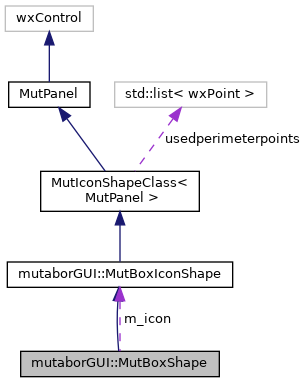 wxControl
MutPanel
std::list< wxPoint >
usedperimeterpoints
MutIconShapeClass<
MutPanel >
mutaborGUI::MutBoxIconShape
m_icon
mutaborGUI::MutBoxShape